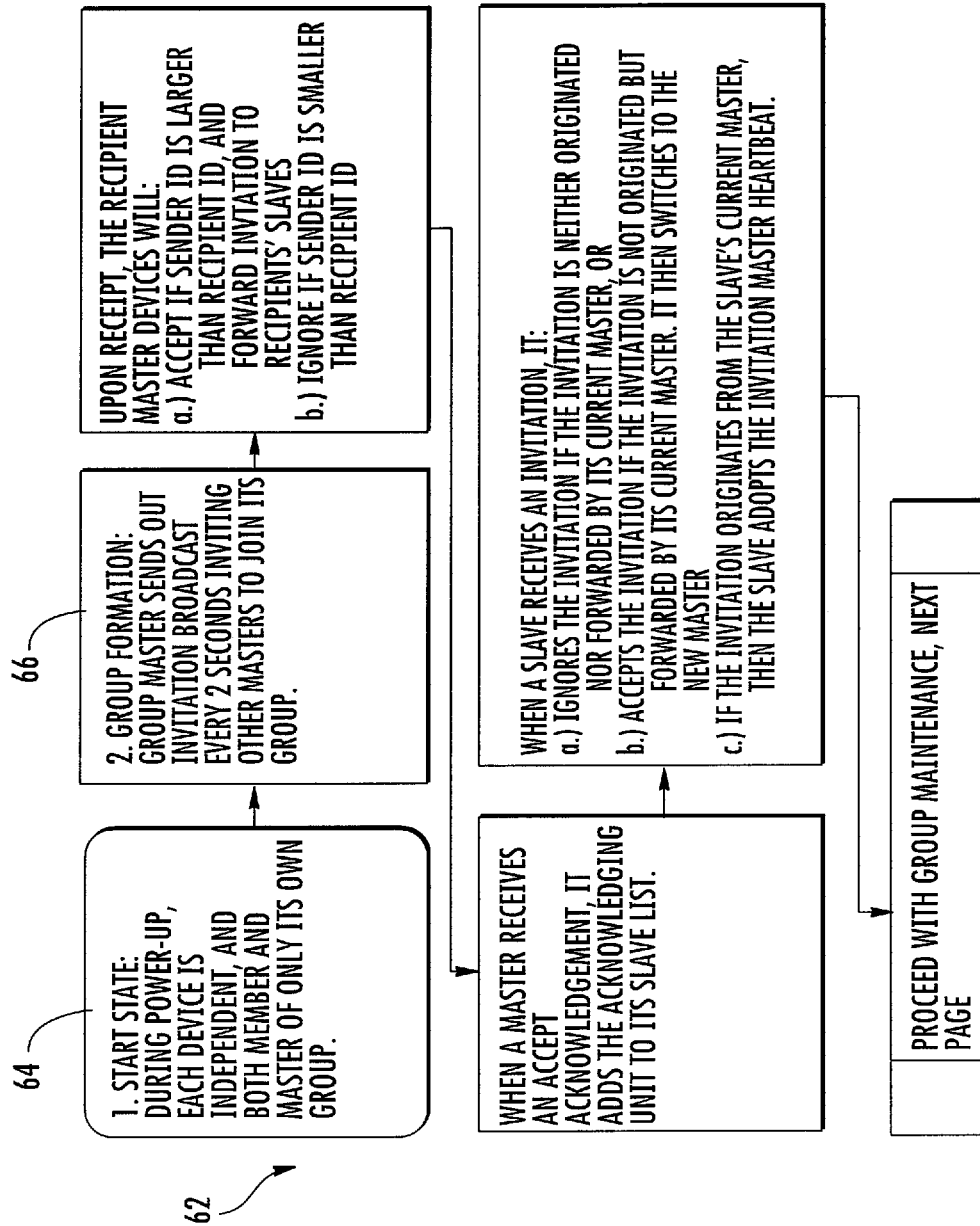 62
64
1. START STATE:
DURING POWER-UP,
EACH DEVICE IS
INDEPENDENT, AND
BOTH MEMBER AND
MASTER OF ONLY ITS OWN
GROUP.
66
2. GROUP FORMATION:
GROUP MASTER SENDS OUT
INVITATION BROADCAST
EVERY 2 SECONDS INVITING
OTHER MASTERS TO JOIN ITS
GROUP.
UPON RECEIPT, THE RECIPIENT
MASTER DEVICES WILL:
a.) ACCEPT IF SENDER ID IS LARGER
THAN RECIPIENT ID, AND
FORWARD INVTATION TO
RECIPIENTS' SLAVES
b.) IGNORE IF SENDER ID IS SMALLER
THAN RECIPIENT ID
WHEN A MASTER RECEIVES
AN ACCEPT
ACKNOWLEDGEMENT, IT
ADDS THE ACKNOWLEDGING
UNIT TO ITS SLAVE LIST.
WHEN A SLAVE RECEIVES AN INVITATION, IT:
a.) IGNORES THE INVITATION IF THE INVITATION IS NEITHER ORIGINATED
NOR FORWARDED BY ITS CURRENT MASTER, OR
b.) ACCEPTS THE INVITATION IF THE INVITATION IS NOT ORIGINATED BUT
FORWARDED BY ITS CURRENT MASTER. IT THEN SWITCHES TO THE
NEW MASTER
c.) IF THE INVITATION ORIGINATES FROM THE SLAVE'S CURRENT MASTER,
THEN THE SLAVE ADOPTS THE INVITATION MASTER HEARTBEAT.
PROCEED WITH GROUP MAINTENANCE, NEXT
PAGE